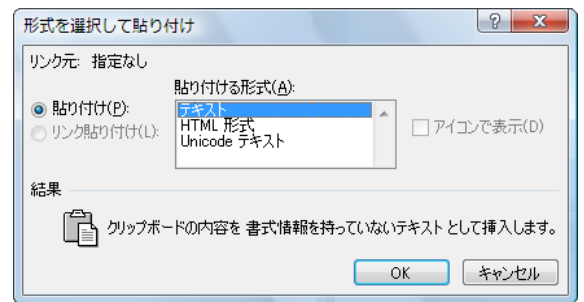 形式を選択して貼り付け
リンク元: 指定なし
貼り付ける形式(A):
貼り付け(P):
リンク貼り付け(L):
テキスト
HTML 形式
Unicode テキスト
アイコンで表示(D)
結果
クリップボードの内容を 書式情報を持っていないテキスト として挿入します。
OK
キャンセル